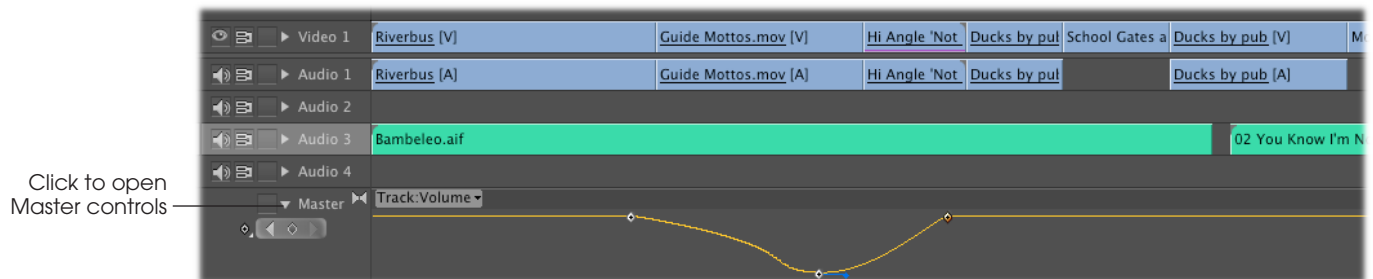 Video 1
Riverbus [V]
Guide Mottos.mov [V]
Hi Angle 'Not
Ducks by pub
School Gates a
Ducks by pub [V]
Audio 1
Riverbus [A]
Guide Mottos.mov [A]
Hi Angle 'Not
Ducks by pub
Ducks by pub [A]
Audio 2
Audio 3
Bambeleo.aif
02 You Know I'm N
Audio 4
Click to open
Master controls
Master
Track:Volume